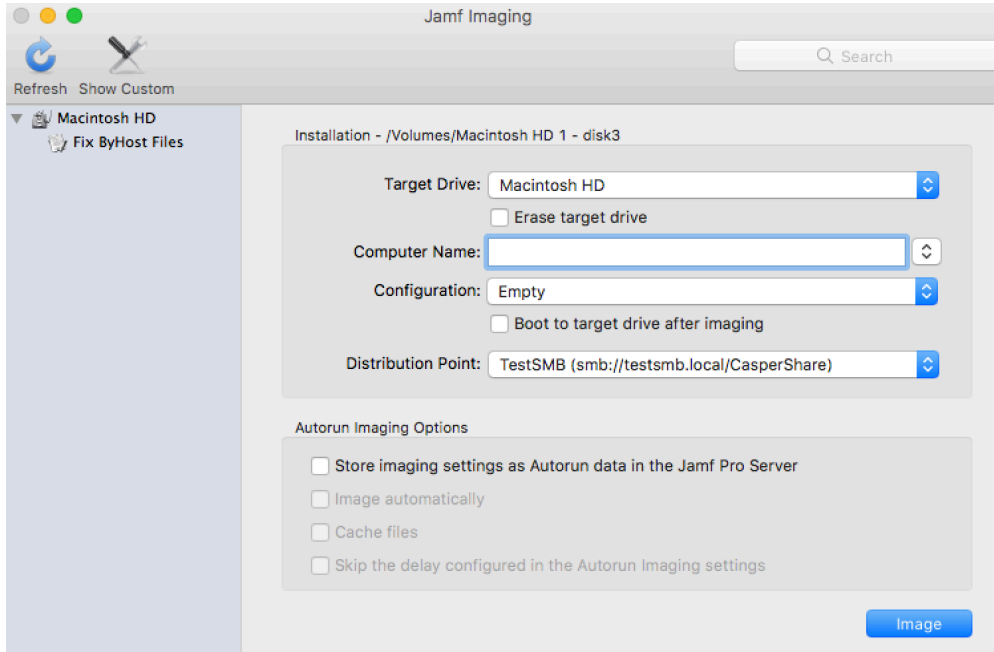 Jamf Imaging
Search
Refresh Show Custom
Macintosh HD
Fix ByHost Files
Installation - /Volumes/Macintosh HD 1 - disk3
Target Drive: Macintosh HD
Erase target drive
Computer Name:
Configuration: Empty
Boot to target drive after imaging
Distribution Point: TestSMB (smb://testsmb.local/CasperShare)
Autorun Imaging Options
Store imaging settings as Autorun data in the Jamf Pro Server
Image automatically
Cache files
Skip the delay configured in the Autorun Imaging settings
Image